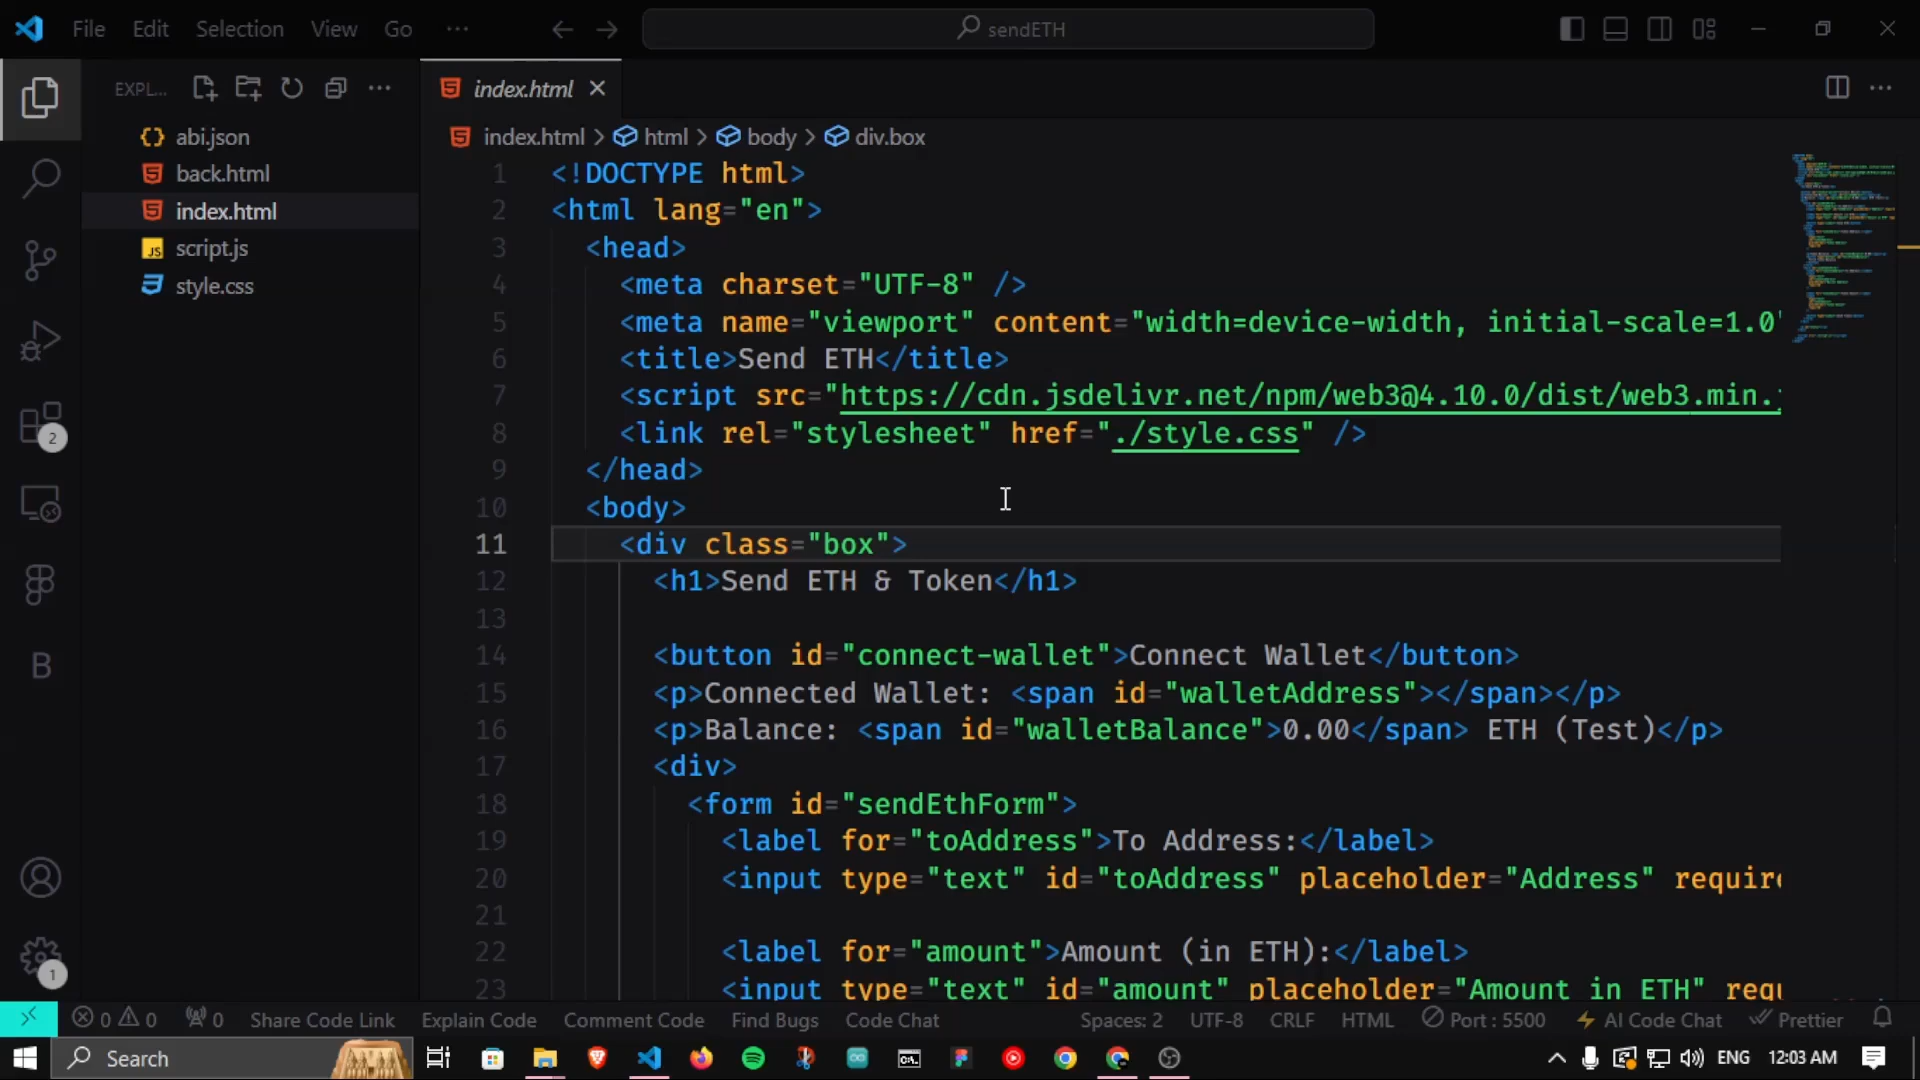 File Edit Selection View Go ··· sendETH
EXPL...
abi.json
back.html
index.html
script.js
style.css
index.html
index.html > html > body > div.box
1 <!DOCTYPE html>
2 <html lang="en">
3 <head>
4 <meta charset="UTF-8" />
5 <meta name="viewport" content="width=device-width, initial-scale=1.0"
6 <title>Send ETH</title>
7 <script src="https://cdn.jsdelivr.net/npm/web3@4.10.0/dist/web3.min.j
8 <link rel="stylesheet" href="./style.css" />
9 </head>
10 <body>
11 <div class="box">
12 <h1>Send ETH & Token</h1>
13
14 <button id="connect-wallet">Connect Wallet</button>
15 <p>Connected Wallet: <span id="walletAddress"></span></p>
16 <p>Balance: <span id="walletBalance">0.00</span> ETH (Test)</p>
17 <div>
18 <form id="sendEthForm">
19 <label for="toAddress">To Address:</label>
20 <input type="text" id="toAddress" placeholder="Address" require
21
22 <label for="amount">Amount (in ETH):</label>
23 <input type="text" id="amount" placeholder="Amount in ETH" requ
2
B
1
0 0 0 Share Code Link Explain Code Comment Code Find Bugs Code Chat Spaces: 2 UTF-8 CRLF HTML Port : 5500 AI Code Chat Prettier
Search ENG 12:03 AM